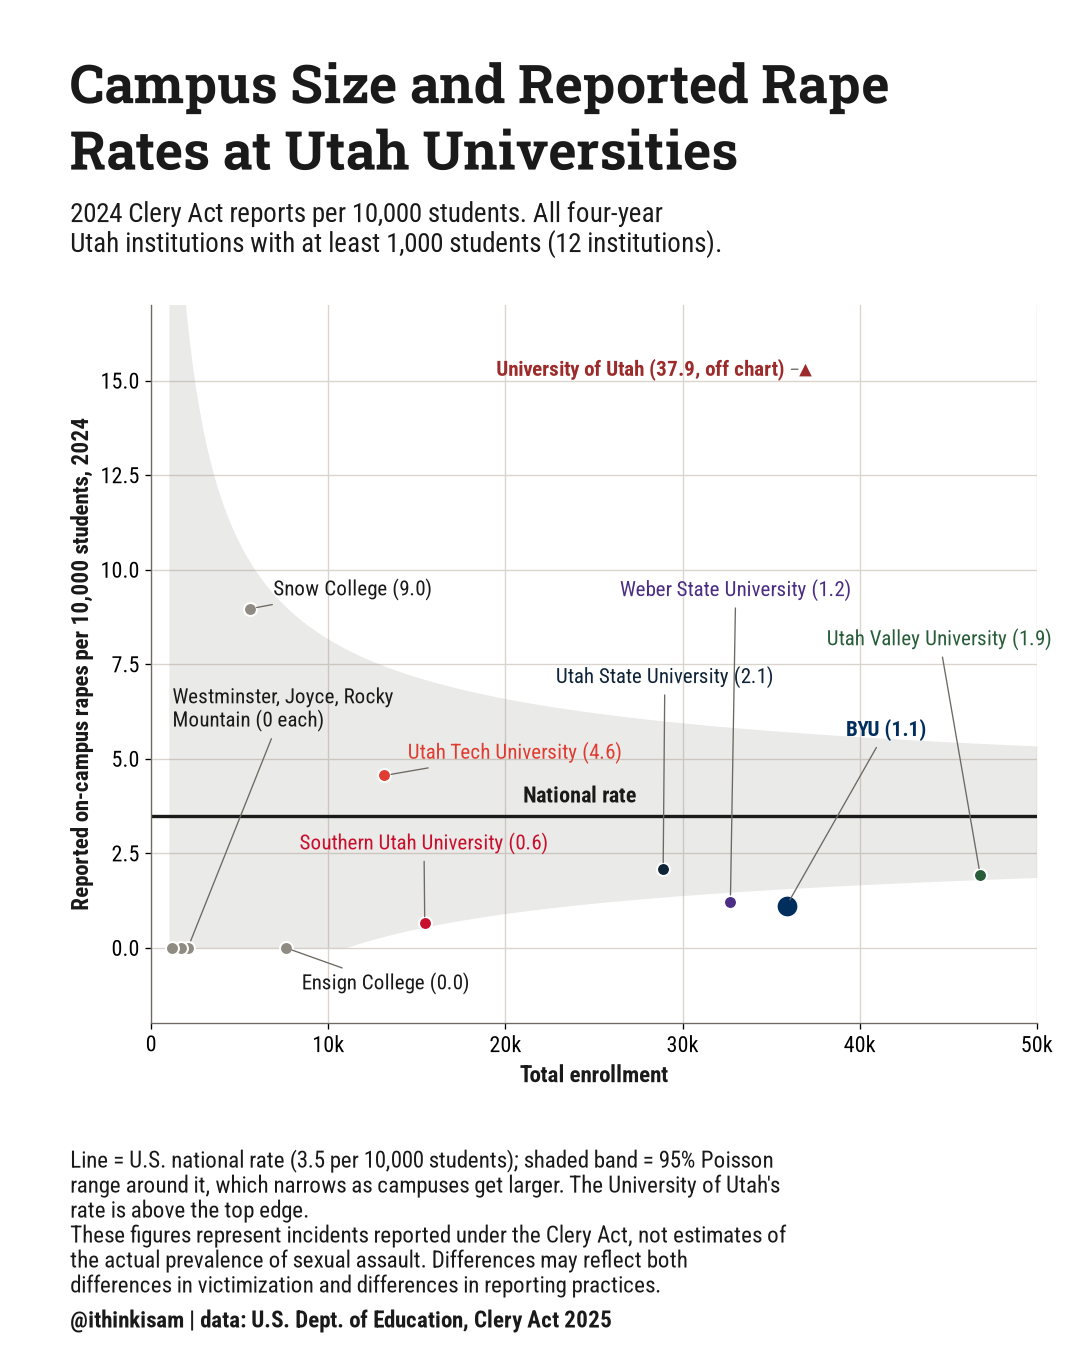 Campus Size and Reported Rape
Rates at Utah Universities
2024 Clery Act reports per 10,000 students. All four-year
Utah institutions with at least 1,000 students (12 institutions).
University of Utah (37.9, off chart)
15.0
12.5
10.0
7.5
5.0
2.5
0.0
Reported on-campus rapes per 10,000 students, 2024
Snow College (9.0)
Weber State University (1.2)
Utah Valley University (1.9)
Utah State University (2.1)
Westminster, Joyce, Rocky
Mountain (0 each)
BYU (1.1)
Utah Tech University (4.6)
National rate
Southern Utah University (0.6)
Ensign College (0.0)
0
10k
20k
30k
40k
50k
Total enrollment
Line = U.S. national rate (3.5 per 10,000 students); shaded band = 95% Poisson
range around it, which narrows as campuses get larger. The University of Utah's
rate is above the top edge.
These figures represent incidents reported under the Clery Act, not estimates of
the actual prevalence of sexual assault. Differences may reflect both
differences in victimization and differences in reporting practices.
@ithinkisam | data: U.S. Dept. of Education, Clery Act 2025